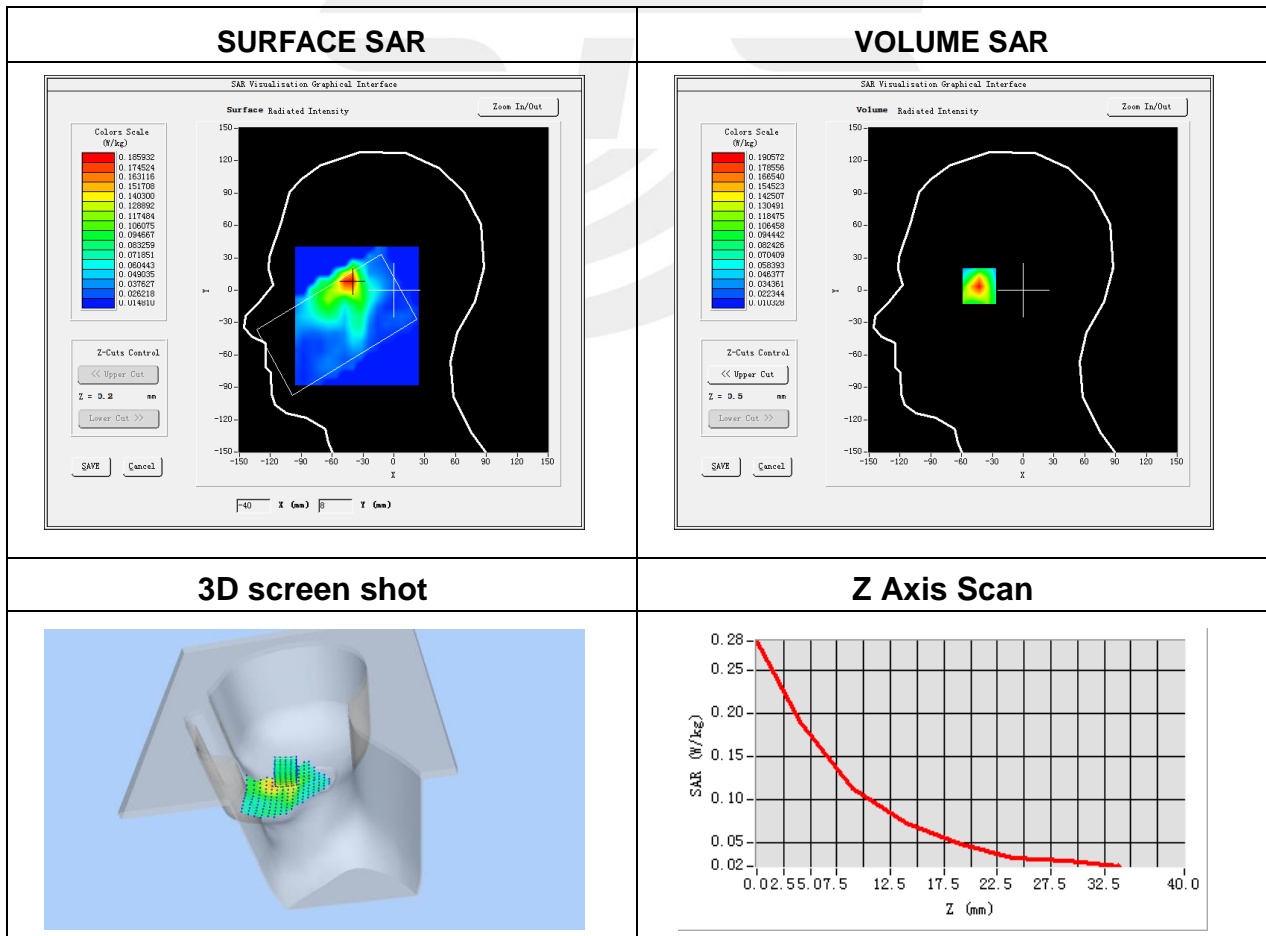 SURFACE SAR
VOLUME SAR
SAR Visualisation Graphical Interface
Surface Radiated Intensity
Zoom In/Out
Colors Scale
(W/kg)
0.185932
0.174524
0.163116
0.151708
0.140300
0.128892
0.117484
0.106075
0.094667
0.083259
0.071851
0.060443
0.049035
0.037627
0.026218
0.014810
Z-Cuts Control
<< Upper Cut
Z = 0.2 mm
Lower Cut >>
SAVE Cancel
150
120
90
60
30
0
-30
-60
-90
-120
-150
Y
-150 -120 -90 -60 -30 0 30 60 90 120 150
X
-40 X (mm) 8 Y (mm)
SAR Visualisation Graphical Interface
Volume Radiated Intensity
Zoom In/Out
Colors Scale
(W/kg)
0.190572
0.178556
0.166540
0.154523
0.142507
0.130491
0.118475
0.106458
0.094442
0.082426
0.070409
0.058393
0.046377
0.034361
0.022344
0.010328
Z-Cuts Control
<< Upper Cut
Z = 0.5 mm
Lower Cut >>
SAVE Cancel
150
120
90
60
30
0
-30
-60
-90
-120
-150
Y
-150 -120 -90 -60 -30 0 30 60 90 120 150
X
3D screen shot
Z Axis Scan
SAR (W/kg)
0.28
0.25
0.20
0.15
0.10
0.05
0.02
0.0 2.5 5.0 7.5 12.5 17.5 22.5 27.5 32.5 40.0
Z (mm)